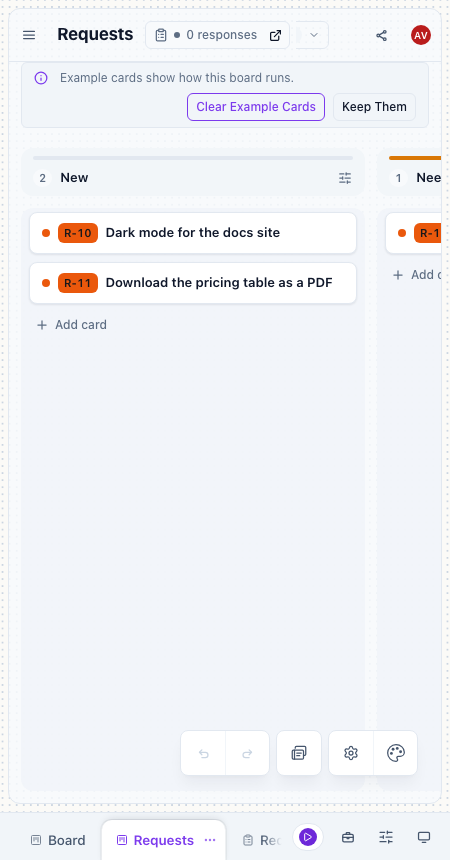 Requests
0 responses
AV
Example cards show how this board runs.
Clear Example Cards
Keep Them
2 New
1
R-10 Dark mode for the docs site
R-11 Download the pricing table as a PDF
Add card
Board
Requests